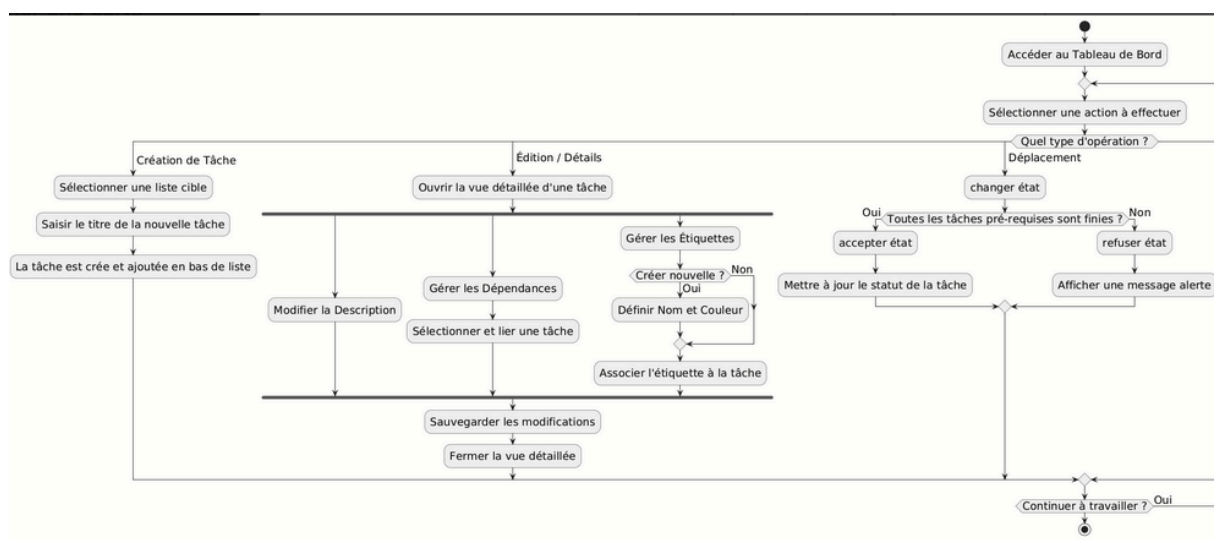 Accéder au Tableau de Bord
Sélectionner une action à effectuer
Quel type d'opération ?
Création de Tâche
Sélectionner une liste cible
Saisir le titre de la nouvelle tâche
La tâche est crée et ajoutée en bas de liste
Édition / Détails
Ouvrir la vue détaillée d'une tâche
Modifier la Description
Gérer les Dépendances
Sélectionner et lier une tâche
Gérer les Étiquettes
Créer nouvelle ?
Non
Oui
Définir Nom et Couleur
Associer l'étiquette à la tâche
Sauvegarder les modifications
Fermer la vue détaillée
Déplacement
changer état
Oui
Toutes les tâches pré-requises sont finies ?
Non
accepter état
Mettre à jour le statut de la tâche
refuser état
Afficher une message alerte
Continuer à travailler ?
Oui